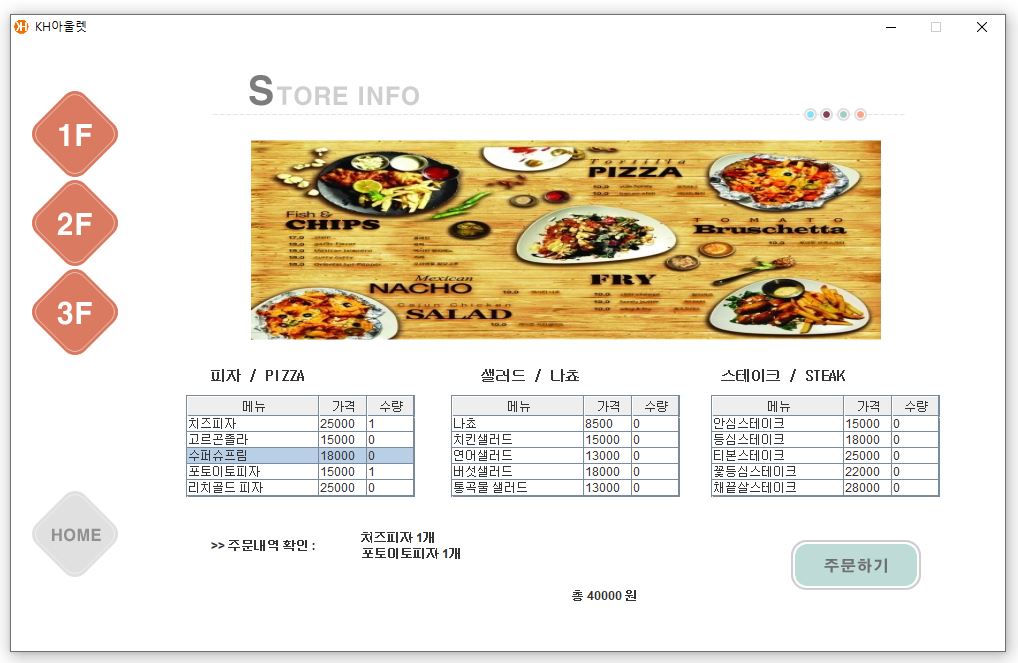 KH아울렛
STORE INFO
1F
2F
3F
HOME
Tortilla
PIZZA
Fish &
CHIPS
TOMATO
Bruschetta
Mexican
NACHO
FRY
Cajun Chicken
SALAD
피자 / PIZZA
메뉴 가격 수량
치즈피자 25000 1
고르곤졸라 15000 0
수퍼슈프림 18000 0
포토이토피자 15000 1
리치골드 피자 25000 0
샐러드 / 나쵸
메뉴 가격 수량
나쵸 8500 0
치킨샐러드 15000 0
연어샐러드 13000 0
버섯샐러드 18000 0
통곡물 샐러드 13000 0
스테이크 / STEAK
메뉴 가격 수량
안심스테이크 15000 0
등심스테이크 18000 0
티본스테이크 25000 0
꽃등심스테이크 22000 0
채끝살스테이크 28000 0
>> 주문내역 확인 :
치즈피자 1개
포토이토피자 1개
총 40000 원
주문하기